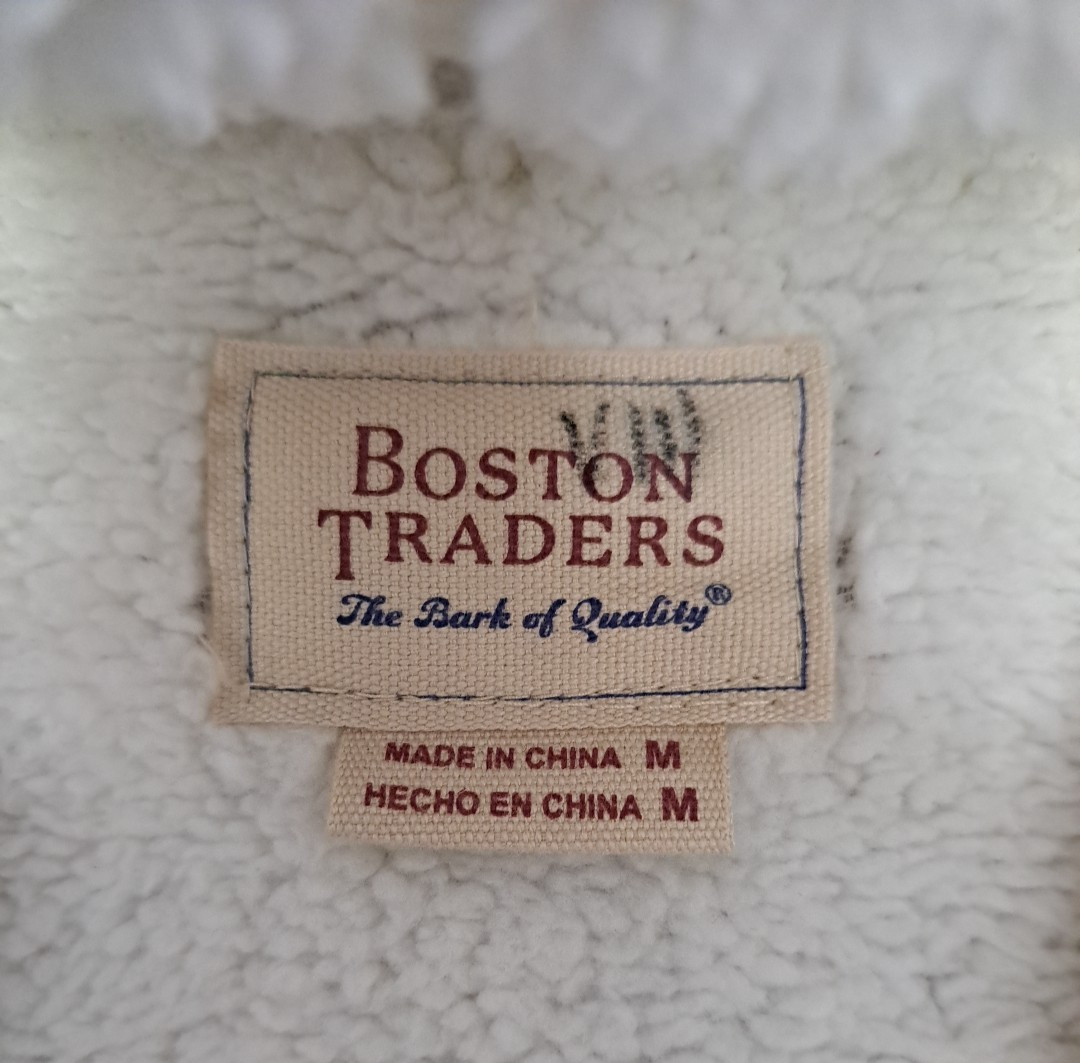 BOSTON
TRADERS
The Bark of Quality®
MADE IN CHINA M
HECHO EN CHINA M